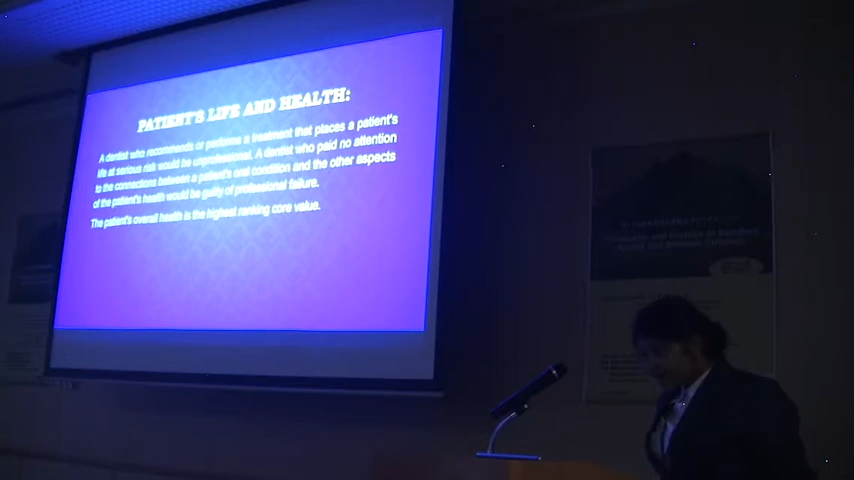 PATIENT'S LIFE AND HEALTH:
A dentist who recommends or performs a treatment that places a patient's
life at serious risk would be unprofessional. A dentist who paid no attention
to the connections between a patient's oral condition and the other aspects
of the patient's health would be guilty of professional failure.
The patient's overall health is the highest ranking core value.